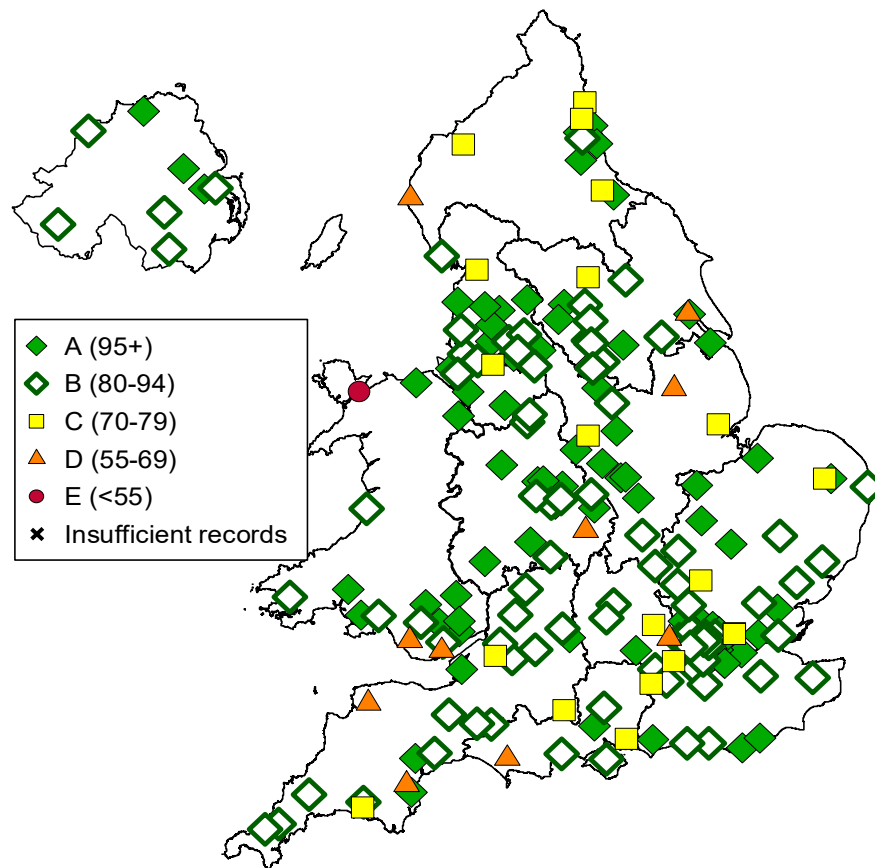 A (95+)
B (80-94)
C (70-79)
D (55-69)
E (<55)
Insufficient records